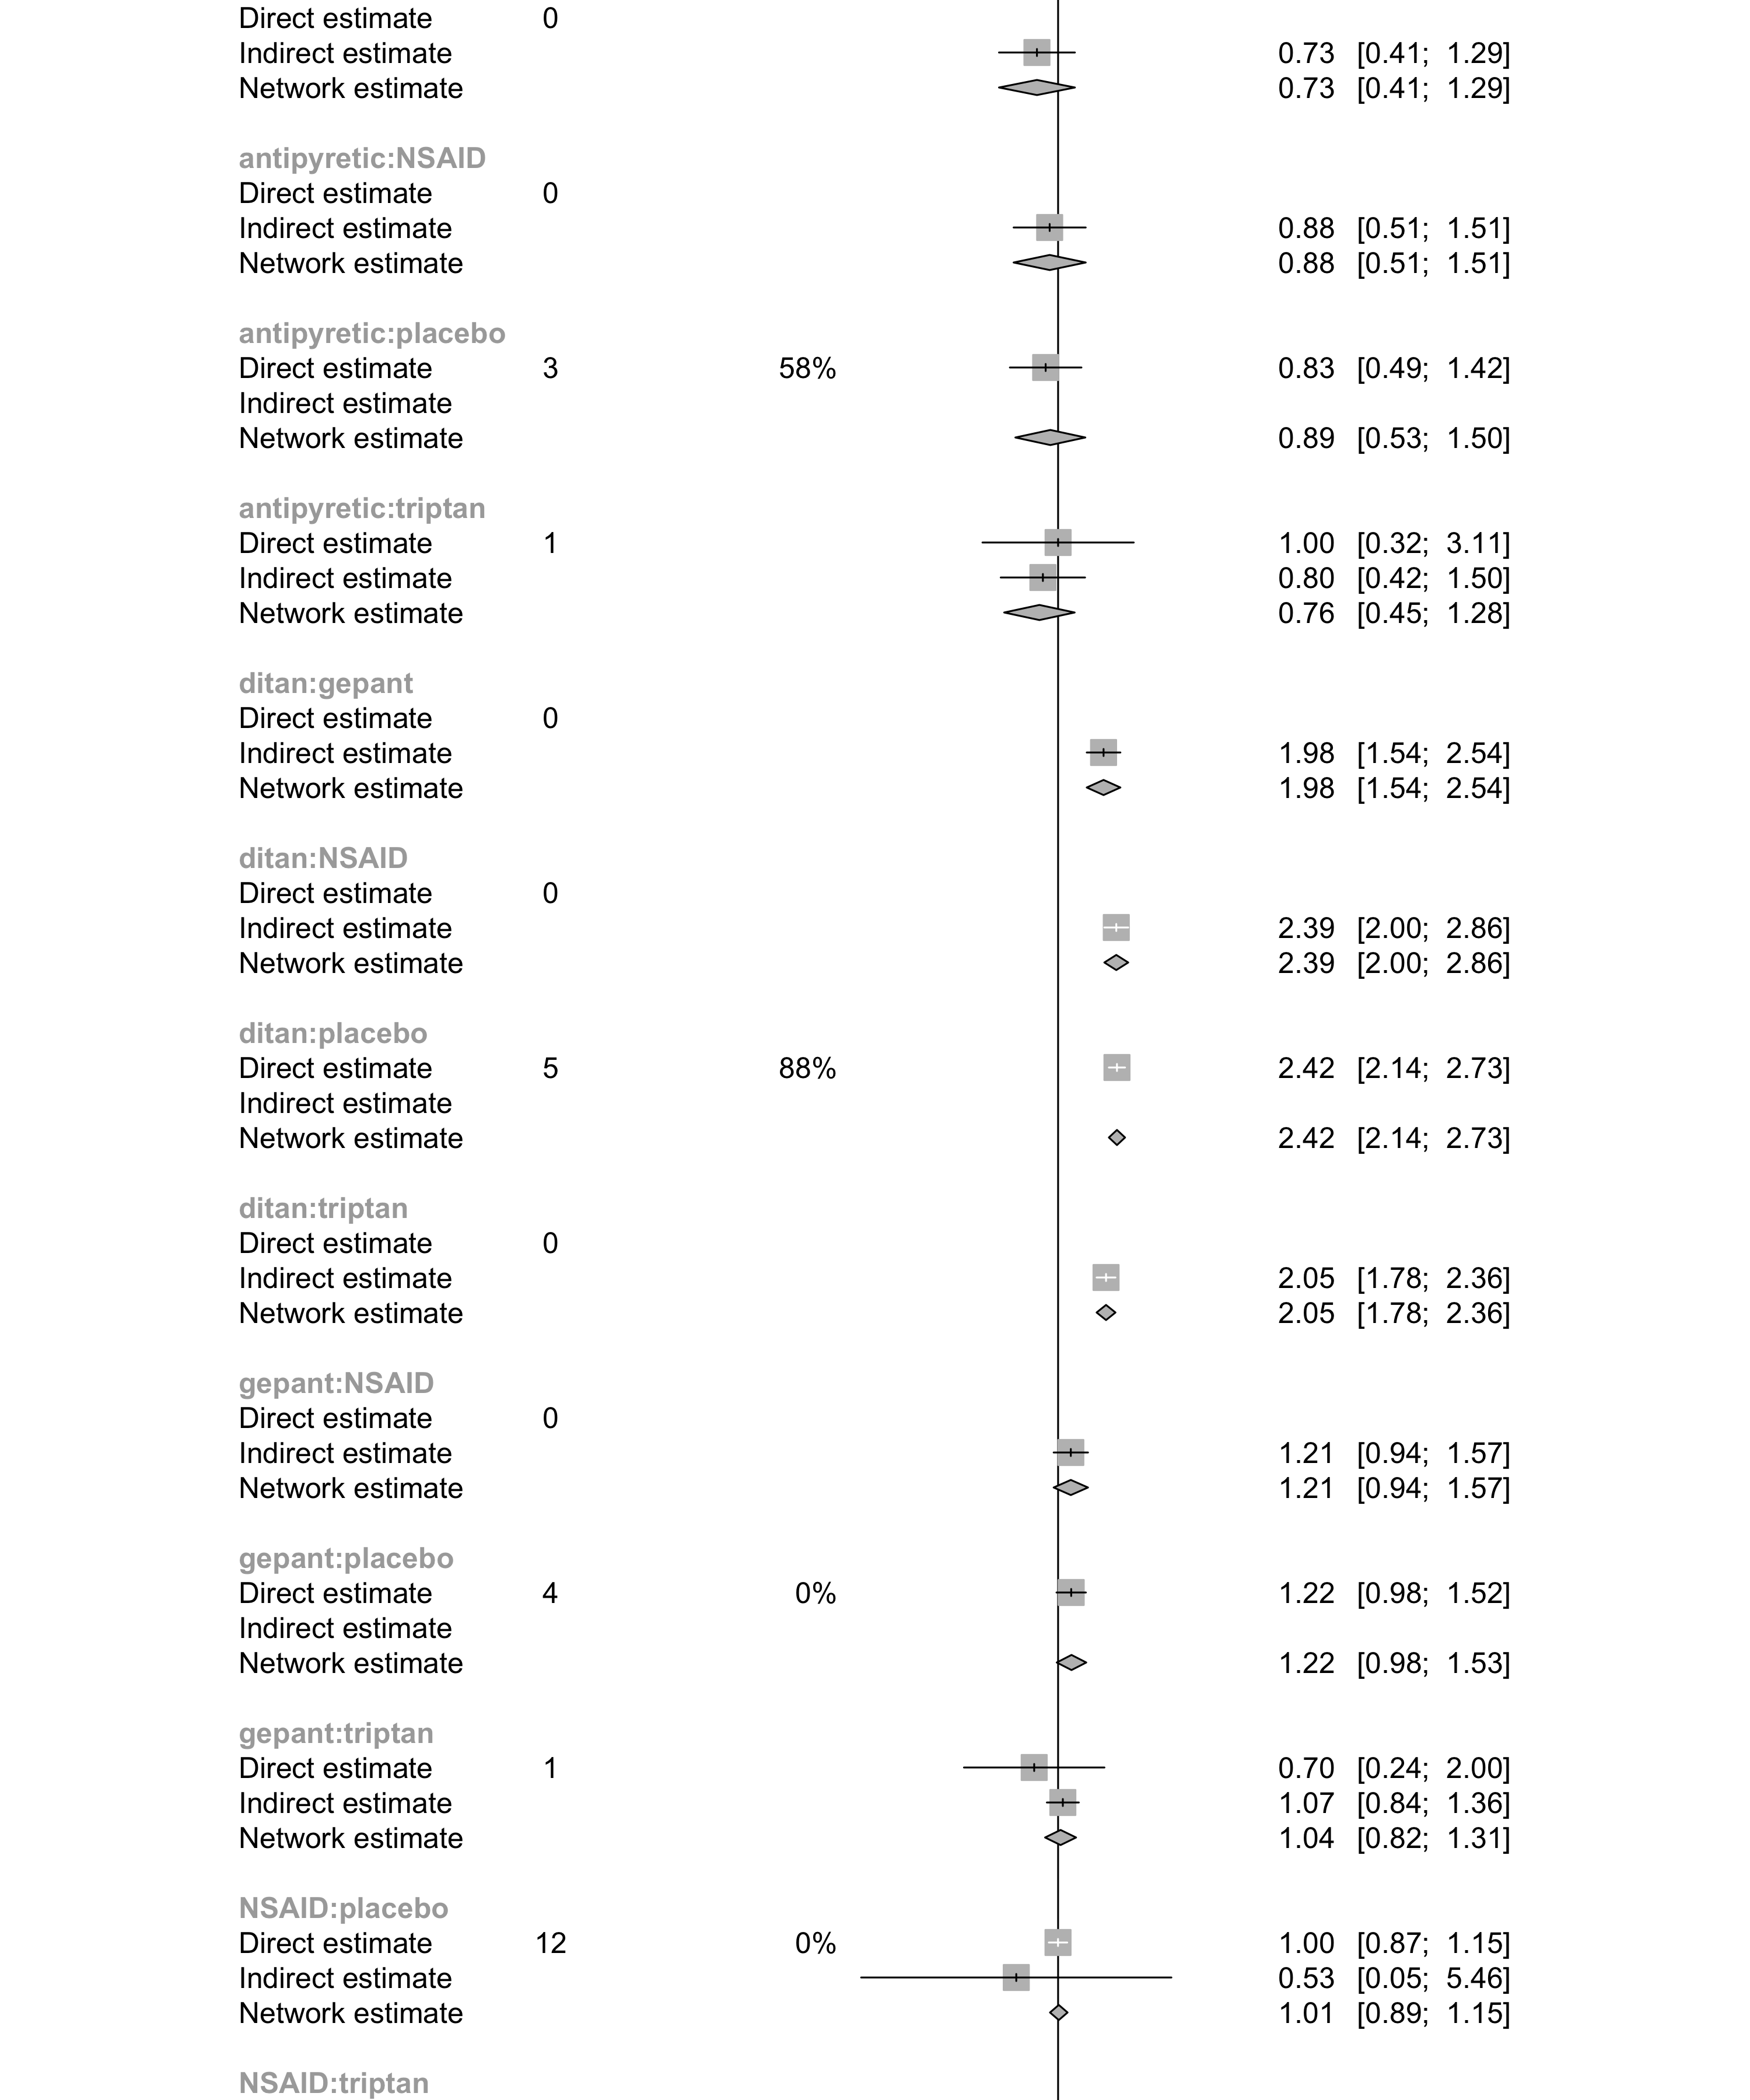 Direct estimate 0
Indirect estimate 0.73 [0.41; 1.29]
Network estimate 0.73 [0.41; 1.29]
antipyretic:NSAID
Direct estimate 0
Indirect estimate 0.88 [0.51; 1.51]
Network estimate 0.88 [0.51; 1.51]
antipyretic:placebo
Direct estimate 3 58% 0.83 [0.49; 1.42]
Indirect estimate
Network estimate 0.89 [0.53; 1.50]
antipyretic:triptan
Direct estimate 1 1.00 [0.32; 3.11]
Indirect estimate 0.80 [0.42; 1.50]
Network estimate 0.76 [0.45; 1.28]
ditan:gepant
Direct estimate 0
Indirect estimate 1.98 [1.54; 2.54]
Network estimate 1.98 [1.54; 2.54]
ditan:NSAID
Direct estimate 0
Indirect estimate 2.39 [2.00; 2.86]
Network estimate 2.39 [2.00; 2.86]
ditan:placebo
Direct estimate 5 88% 2.42 [2.14; 2.73]
Indirect estimate
Network estimate 2.42 [2.14; 2.73]
ditan:triptan
Direct estimate 0
Indirect estimate 2.05 [1.78; 2.36]
Network estimate 2.05 [1.78; 2.36]
gepant:NSAID
Direct estimate 0
Indirect estimate 1.21 [0.94; 1.57]
Network estimate 1.21 [0.94; 1.57]
gepant:placebo
Direct estimate 4 0% 1.22 [0.98; 1.52]
Indirect estimate
Network estimate 1.22 [0.98; 1.53]
gepant:triptan
Direct estimate 1 0.70 [0.24; 2.00]
Indirect estimate 1.07 [0.84; 1.36]
Network estimate 1.04 [0.82; 1.31]
NSAID:placebo
Direct estimate 12 0% 1.00 [0.87; 1.15]
Indirect estimate 0.53 [0.05; 5.46]
Network estimate 1.01 [0.89; 1.15]
NSAID:triptan